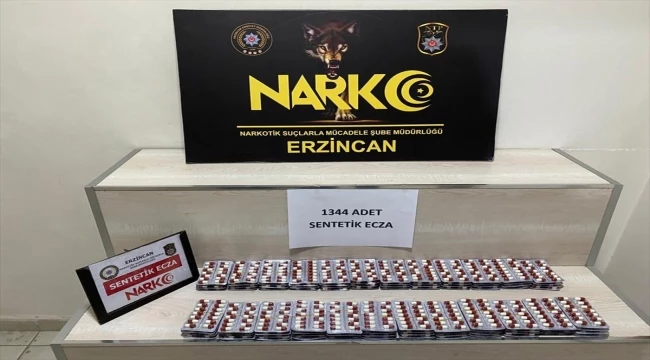 NARKO
NARKOTİK SUÇLARLA MÜCADELE ŞUBE MÜDÜRLÜĞÜ
ERZİNCAN
1344 ADET
SENTETİK ECZA
ERZİNCAN
SENTETİK ECZA
NARKO